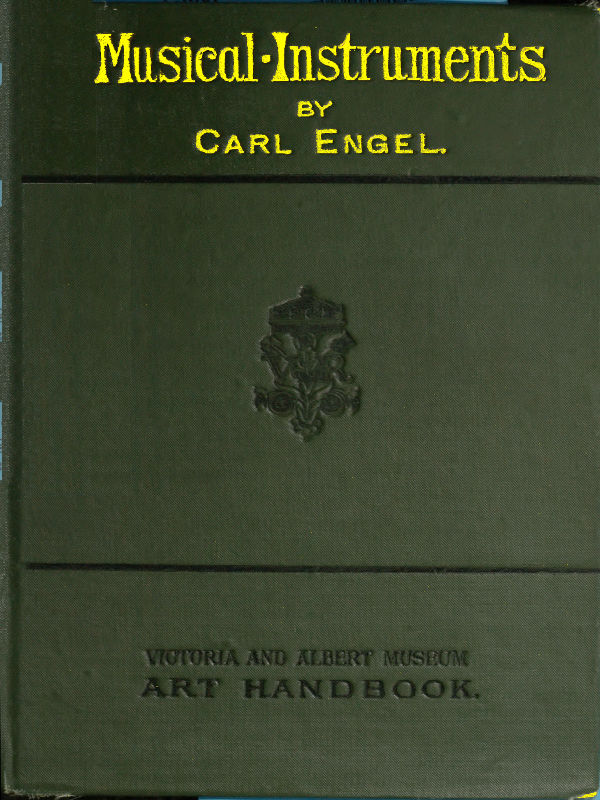 Musical·Instruments
BY
CARL ENGEL.
VICTORIA AND ALBERT MUSEUM
ART HANDBOOK.